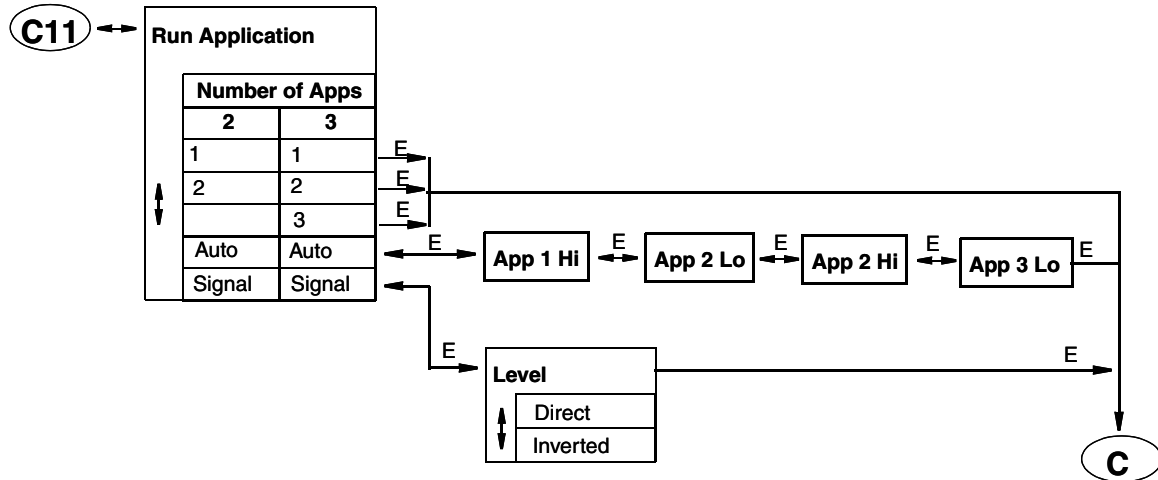 C11
Run Application
Number of Apps
2 3
1 1 E
2 2 E
3 E
Auto Auto E App 1 Hi E App 2 Lo E App 2 Hi E App 3 Lo E
Signal Signal
E
Level
E
Direct
Inverted
C